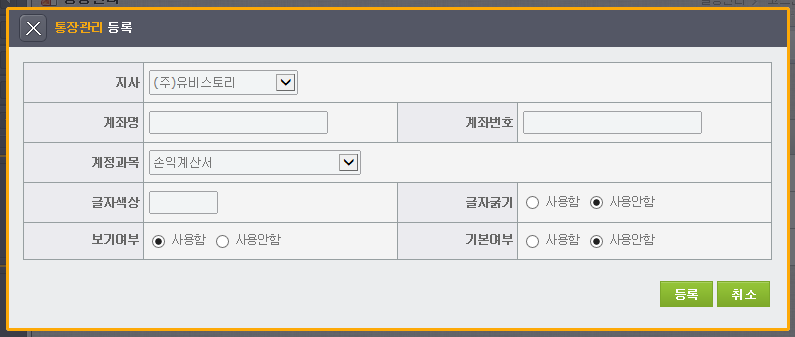 통장관리 등록
지사 (주)유비스토리
계좌명 계좌번호
계정과목 손익계산서
글자색상 글자굵기 사용함 사용안함
보기여부 사용함 사용안함 기본여부 사용함 사용안함
등록 취소